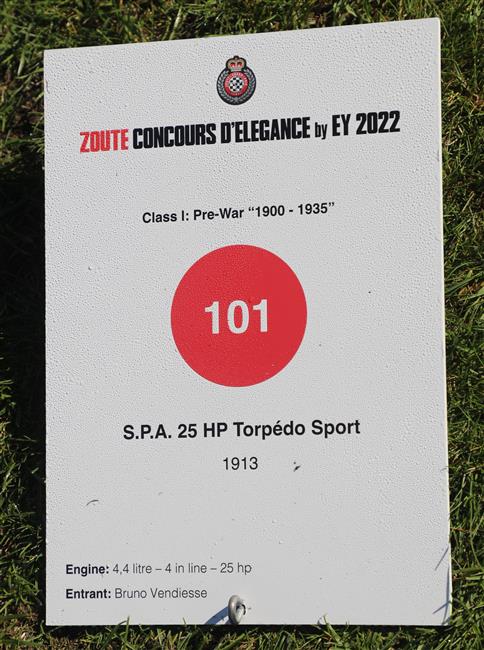 ZOUTE CONCOURS D'ELEGANCE by EY 2022
Class I: Pre-War “1900 - 1935“
101
S.P.A. 25 HP Torpédo Sport
1913
Engine: 4,4 litre – 4 in line – 25 hp
Entrant: Bruno Vendiesse